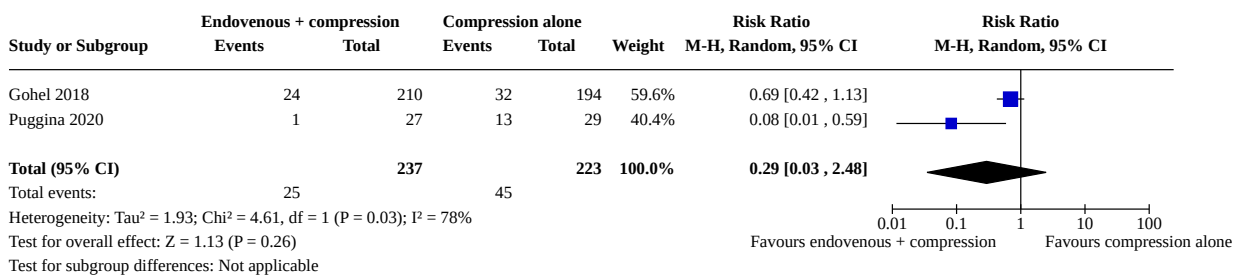 Endovenous + compression Compression alone Risk Ratio Risk Ratio
Study or Subgroup Events Total Events Total Weight M-H, Random, 95% CI M-H, Random, 95% CI
Gohel 2018 24 210 32 194 59.6% 0.69 [0.42 , 1.13]
Puggina 2020 1 27 13 29 40.4% 0.08 [0.01 , 0.59]
Total (95% CI) 237 223 100.0% 0.29 [0.03 , 2.48]
Total events: 25 45
Heterogeneity: Tau² = 1.93; Chi² = 4.61, df = 1 (P = 0.03); I² = 78%
0.01 0.1 1 10 100
Test for overall effect: Z = 1.13 (P = 0.26) Favours endovenous + compression Favours compression alone
Test for subgroup differences: Not applicable